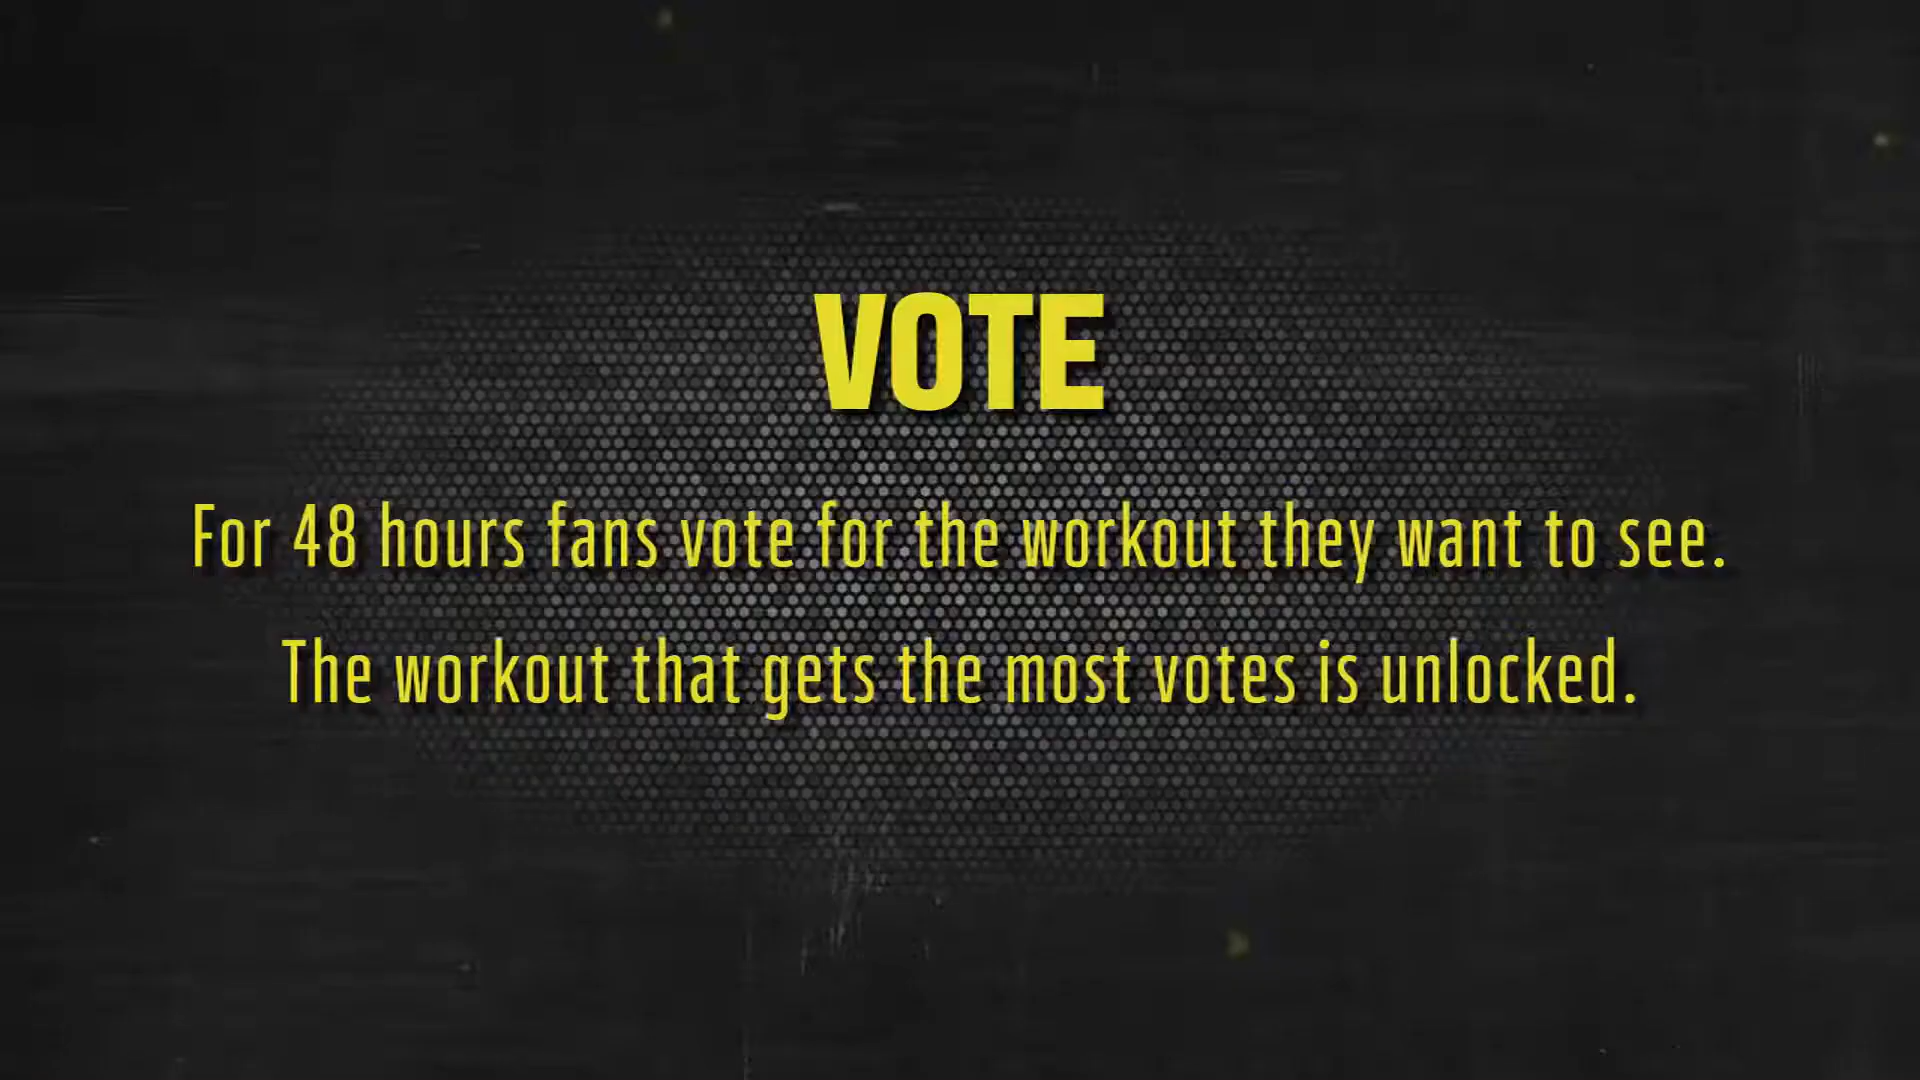 VOTE
For 48 hours fans vote for the workout they want to see.
The workout that gets the most votes is unlocked.